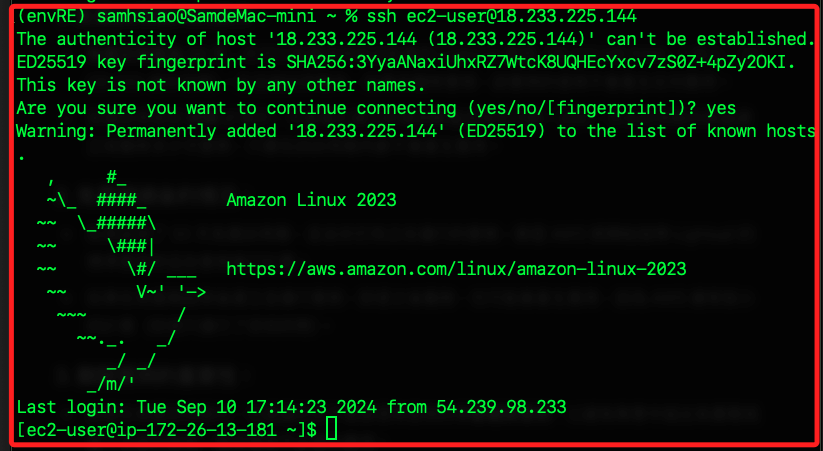 (envRE) samhsiao@SamdeMac-mini ~ % ssh ec2-user@18.233.225.144
The authenticity of host '18.233.225.144 (18.233.225.144)' can't be established.
ED25519 key fingerprint is SHA256:3YyaANaxiUhxRZ7WtcK8UQHEcYxcv7zS0Z+4pZy2OKI.
This key is not known by any other names.
Are you sure you want to continue connecting (yes/no/[fingerprint])? yes
Warning: Permanently added '18.233.225.144' (ED25519) to the list of known hosts
.
   ,     #_
   ~\_  ####_        Amazon Linux 2023
  ~~  \_#####\
  ~~     \###|
  ~~       \#/ ___   https://aws.amazon.com/linux/amazon-linux-2023
   ~~       V~' '->
    ~~~         /
      ~~._.   _/
         _/ _/
       _/m/'
Last login: Tue Sep 10 17:14:23 2024 from 54.239.98.233
[ec2-user@ip-172-26-13-181 ~]$